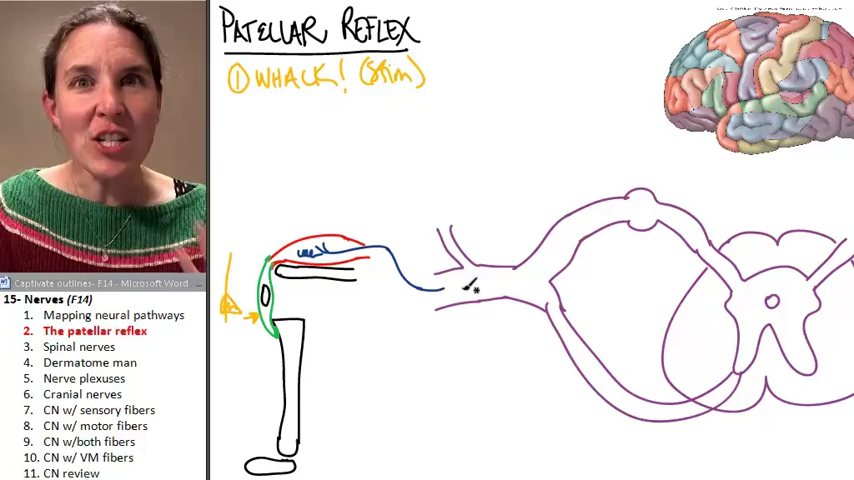 PATELLAR REFLEX
① WHACK! (Stim)
Captivate outlines- F14 - Microsoft Word
15- Nerves (F14)
1. Mapping neural pathways
2. The patellar reflex
3. Spinal nerves
4. Dermatome man
5. Nerve plexuses
6. Cranial nerves
7. CN w/ sensory fibers
8. CN w/ motor fibers
9. CN w/both fibers
10. CN w/ VM fibers
11. CN review